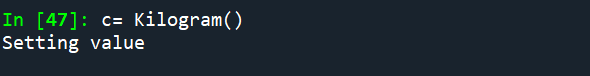 In [47]: c= Kilogram()
Setting value